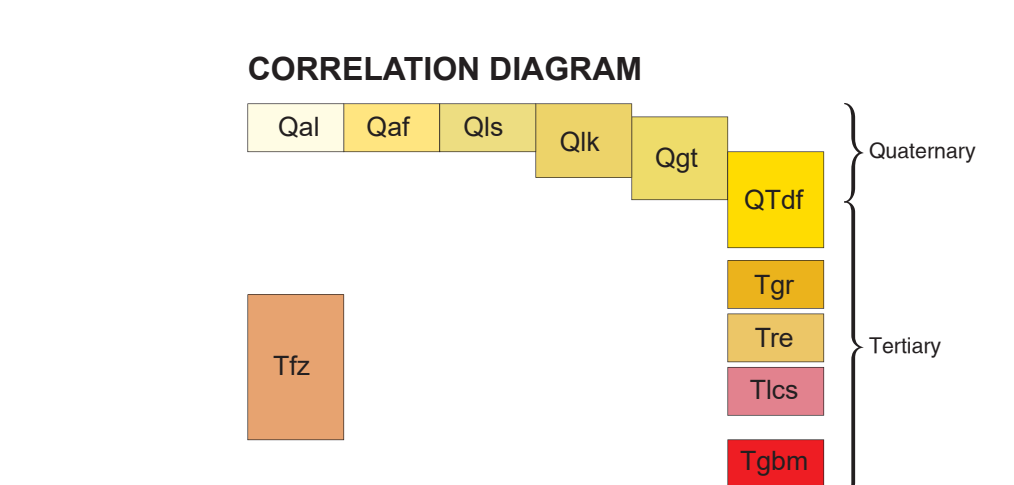 CORRELATION DIAGRAM
Qal
Qaf
Qls
Qlk
Qgt
QTdf
Quaternary
Tgr
Tre
Tfz
Tlcs
Tertiary
Tgbm